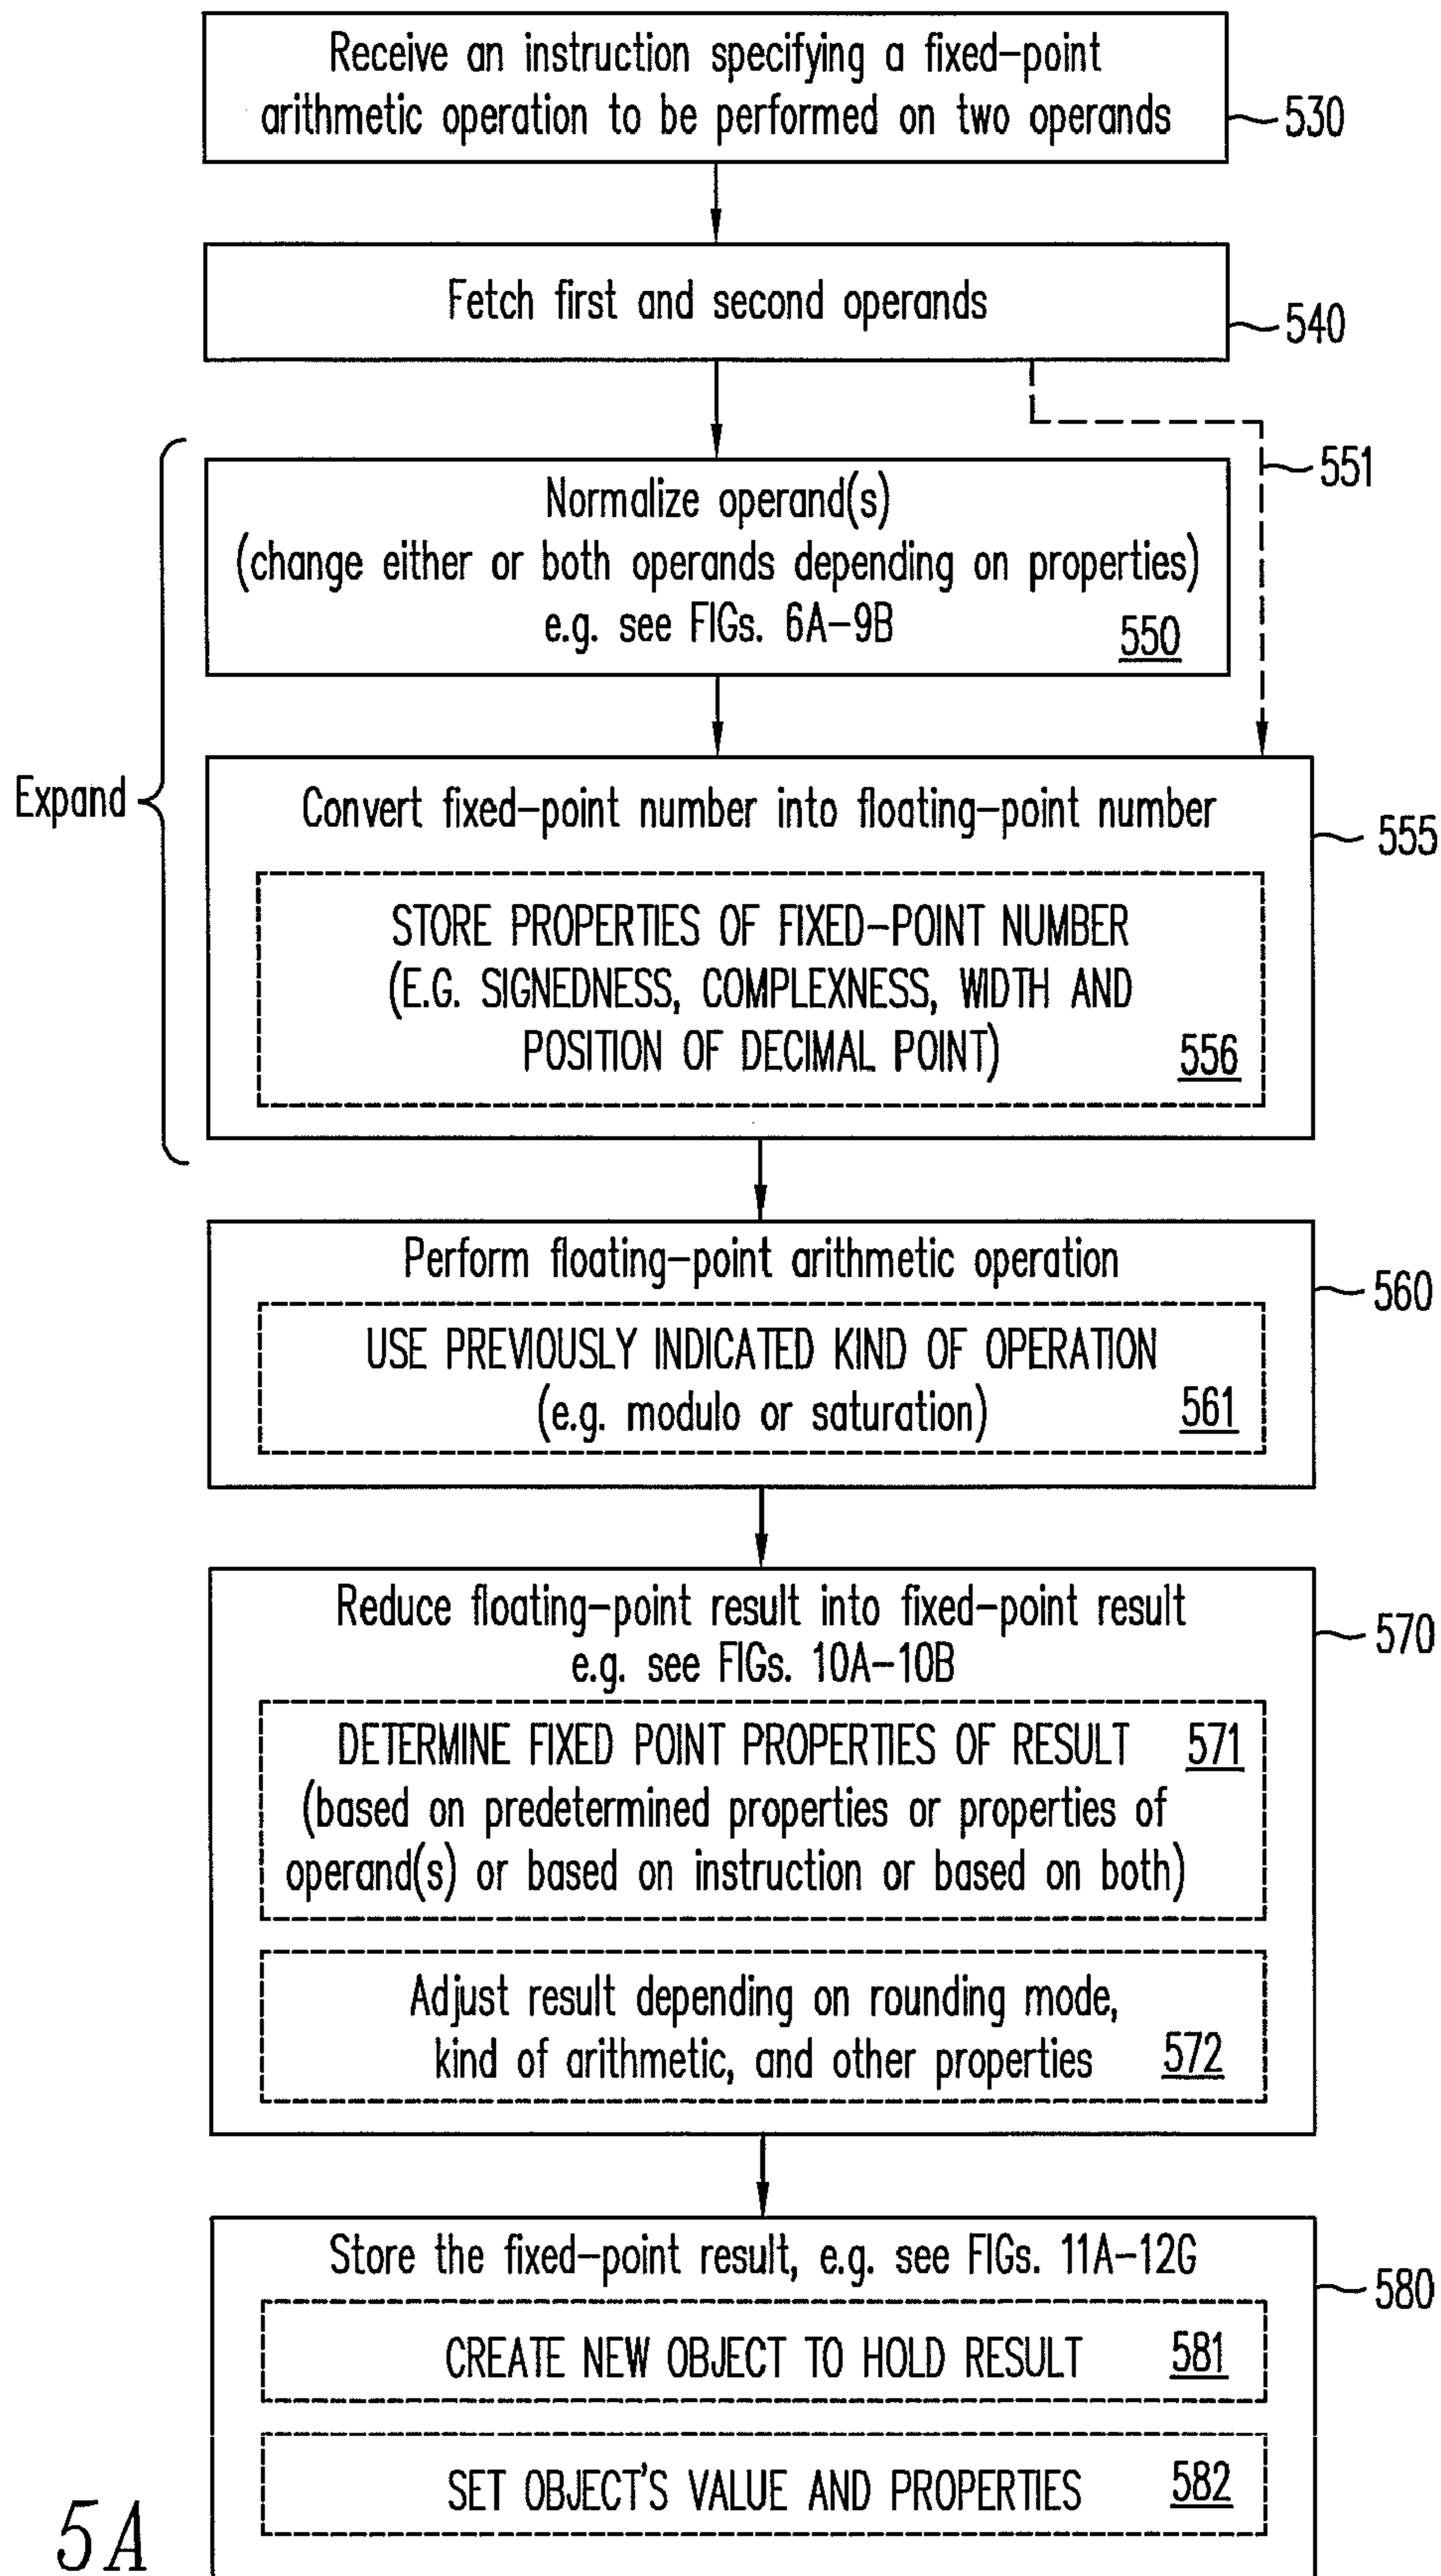 Receive an instruction specifying a fixed-point
arithmetic operation to be performed on two operands
530
Fetch first and second operands
540
551
Normalize operand(s)
(change either or both operands depending on properties)
e.g. see FIGs. 6A-9B
550
Expand
Convert fixed-point number into floating-point number
555
STORE PROPERTIES OF FIXED-POINT NUMBER
(E.G. SIGNEDNESS, COMPLEXNESS, WIDTH AND
POSITION OF DECIMAL POINT)
556
Perform floating-point arithmetic operation
560
USE PREVIOUSLY INDICATED KIND OF OPERATION
(e.g. modulo or saturation)
561
Reduce floating-point result into fixed-point result
e.g. see FIGs. 10A-10B
570
DETERMINE FIXED POINT PROPERTIES OF RESULT 571
(based on predetermined properties or properties of
operand(s) or based on instruction or based on both)
Adjust result depending on rounding mode,
kind of arithmetic, and other properties 572
Store the fixed-point result, e.g. see FIGs. 11A-12G
580
CREATE NEW OBJECT TO HOLD RESULT 581
SET OBJECT'S VALUE AND PROPERTIES 582
5A